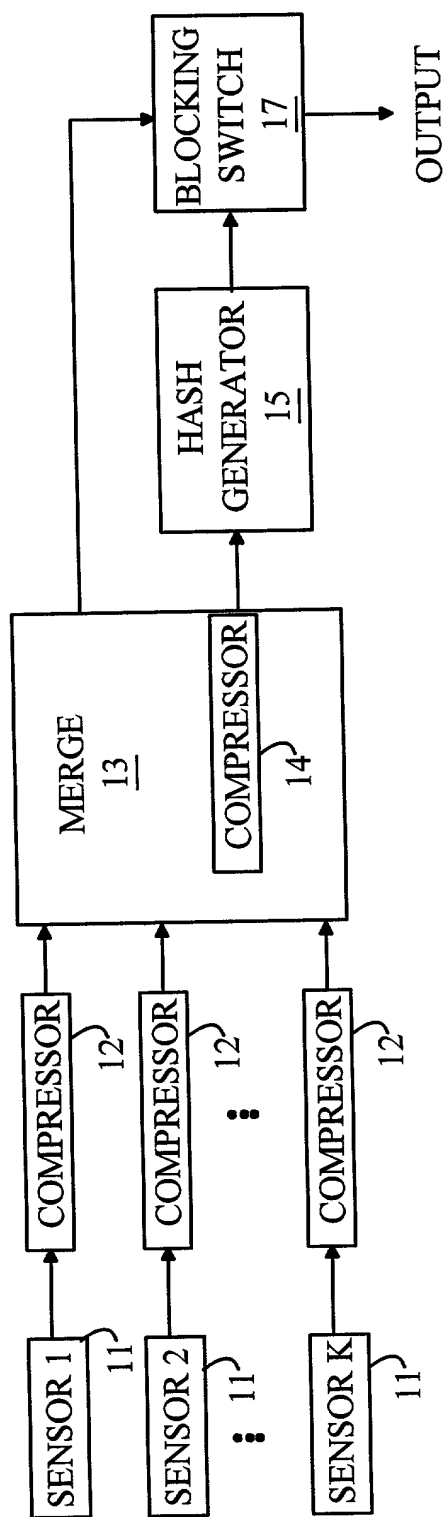 SENSOR 1
11
COMPRESSOR
12
SENSOR 2
11
COMPRESSOR
12
SENSOR K
11
COMPRESSOR
12
MERGE
13
COMPRESSOR
14
HASH
GENERATOR
15
BLOCKING
SWITCH
17
OUTPUT